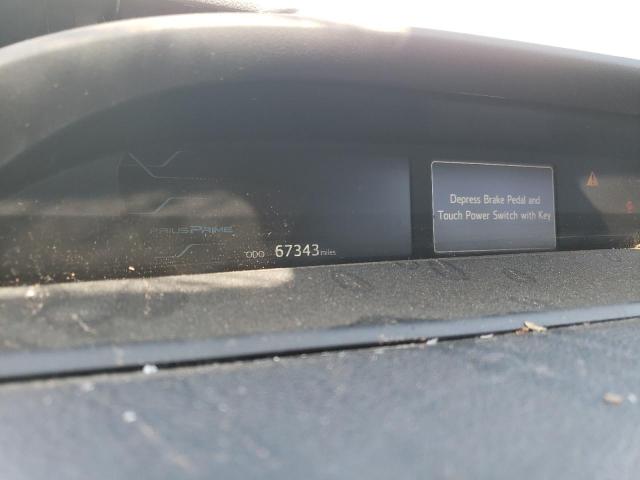 Depress Brake Pedal and
Touch Power Switch with Key
PRIUS PRIME
ODO 67343 miles